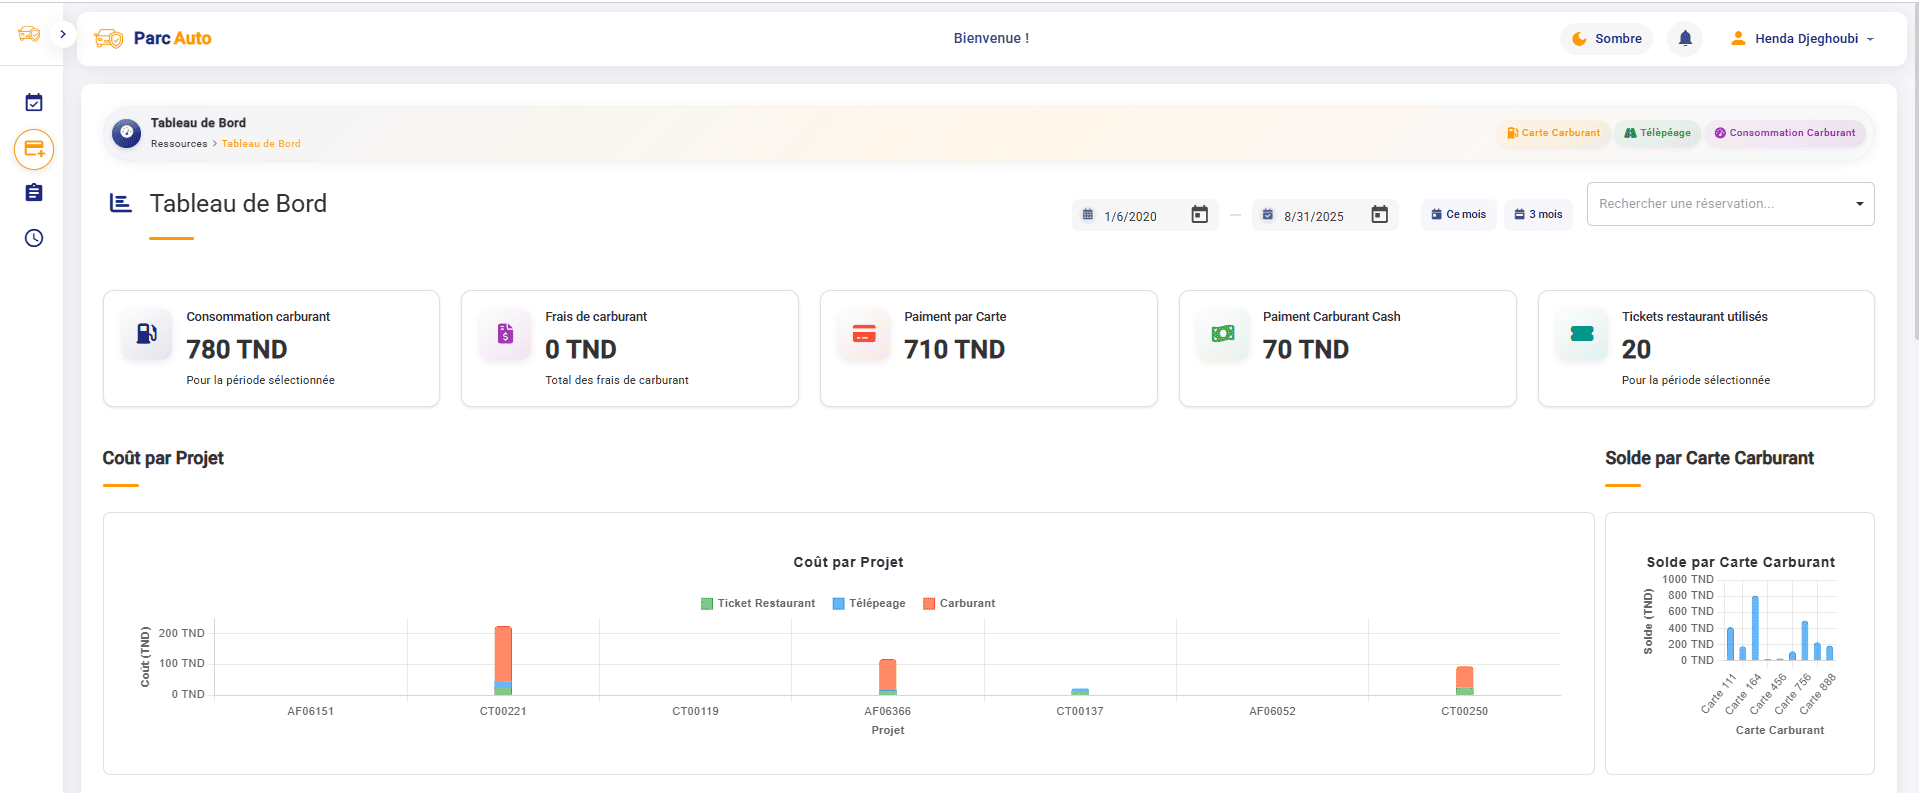 Parc Auto
Bienvenue !
Sombre
Henda Djeghoubi
Tableau de Bord
Ressources > Tableau de Bord
Carte Carburant
Télèpéage
Consommation Carburant
Tableau de Bord
1/6/2020 — 8/31/2025
Ce mois
3 mois
Rechercher une réservation...
Consommation carburant
780 TND
Pour la période sélectionnée
Frais de carburant
0 TND
Total des frais de carburant
Paiment par Carte
710 TND
Paiment Carburant Cash
70 TND
Tickets restaurant utilisés
20
Pour la période sélectionnée
Coût par Projet
Coût par Projet
Ticket Restaurant Télépeage Carburant
Coût (TND)
200 TND
100 TND
0 TND
AF06151 CT00221 CT00119 AF06366 CT00137 AF06052 CT00250
Projet
Solde par Carte Carburant
Solde par Carte Carburant
Solde (TND)
1000 TND
800 TND
600 TND
400 TND
200 TND
0 TND
Carte 111 Carte 164 Carte 456 Carte 756 Carte 888
Carte Carburant